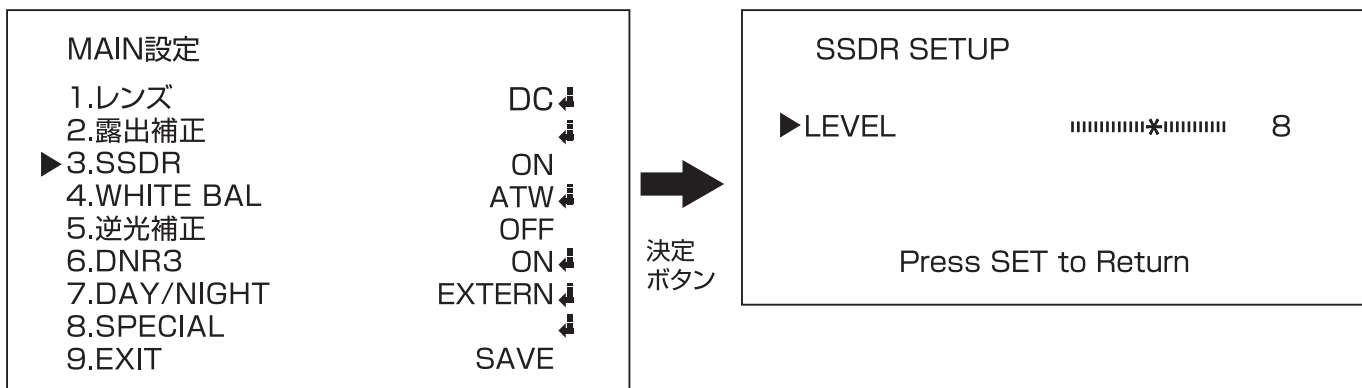 MAIN設定
1.レンズ DC
2.露出補正
3.SSDR ON
4.WHITE BAL ATW
5.逆光補正 OFF
6.DNR3 ON
7.DAY/NIGHT EXTERN
8.SPECIAL
9.EXIT SAVE
決定
ボタン
SSDR SETUP
LEVEL 8
Press SET to Return